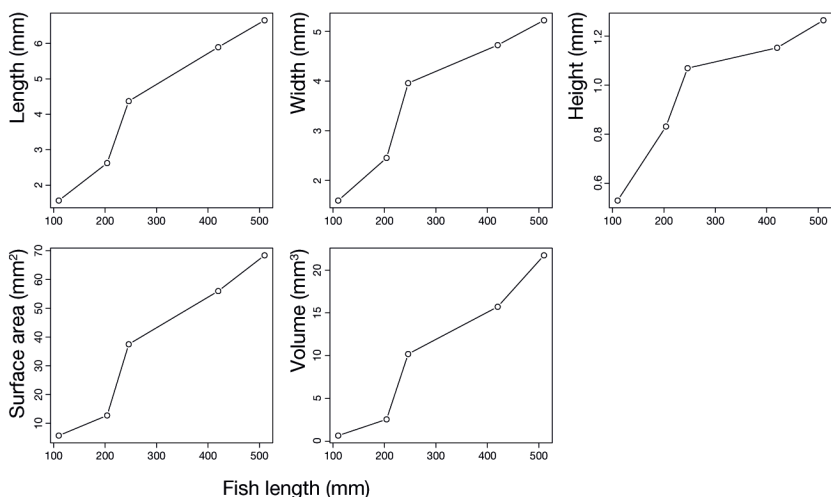 Length (mm)
2 3 4 5 6
100 200 300 400 500
Width (mm)
2 3 4 5
100 200 300 400 500
Height (mm)
0.6 0.8 1.0 1.2
100 200 300 400 500
Surface area (mm²)
10 20 30 40 50 60 70
100 200 300 400 500
Volume (mm³)
0 5 10 15 20
100 200 300 400 500
Fish length (mm)